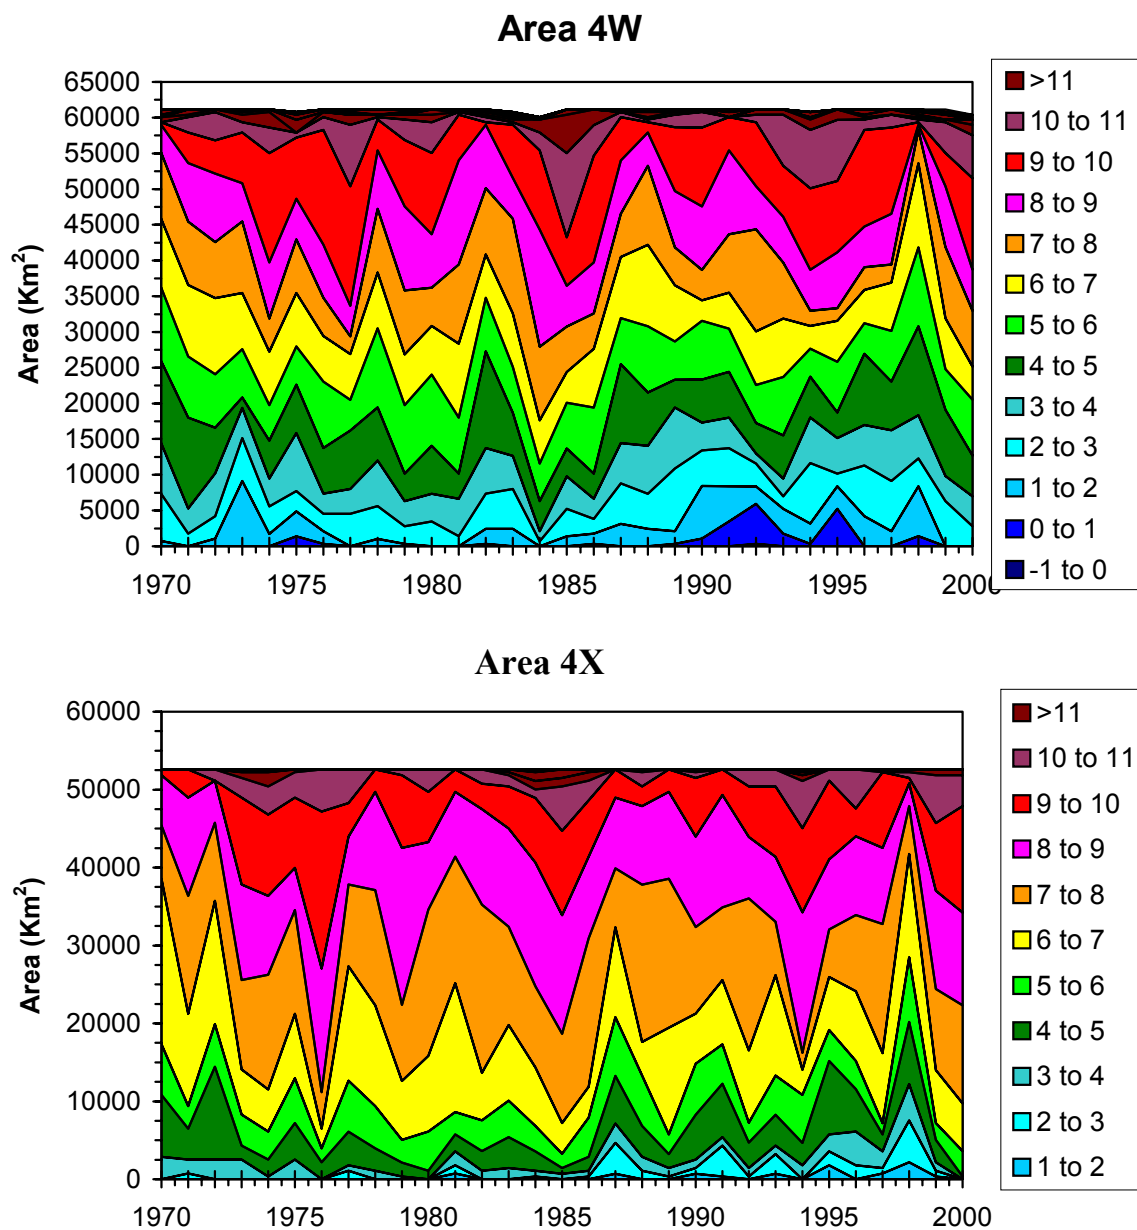 Area 4W
65000
60000
55000
50000
45000
40000
35000
30000
25000
20000
15000
10000
5000
0
Area (Km²)
1970 1975 1980 1985 1990 1995 2000
>11
10 to 11
9 to 10
8 to 9
7 to 8
6 to 7
5 to 6
4 to 5
3 to 4
2 to 3
1 to 2
0 to 1
-1 to 0
Area 4X
60000
50000
40000
30000
20000
10000
0
Area (Km²)
1970 1975 1980 1985 1990 1995 2000
>11
10 to 11
9 to 10
8 to 9
7 to 8
6 to 7
5 to 6
4 to 5
3 to 4
2 to 3
1 to 2